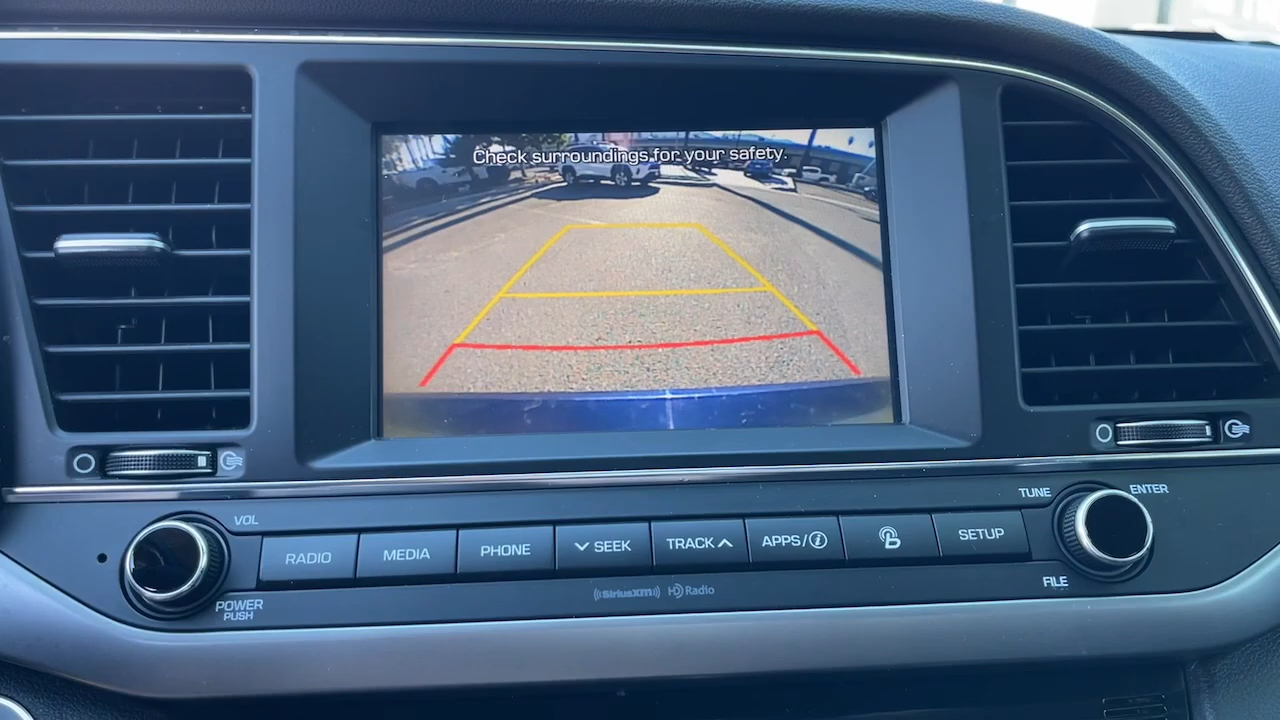 Check surroundings for your safety.
VOL
TUNE
ENTER
RADIO
MEDIA
PHONE
SEEK
TRACK
APPS/i
B
SETUP
POWER
PUSH
((SiriusXM))
HD Radio
FILE